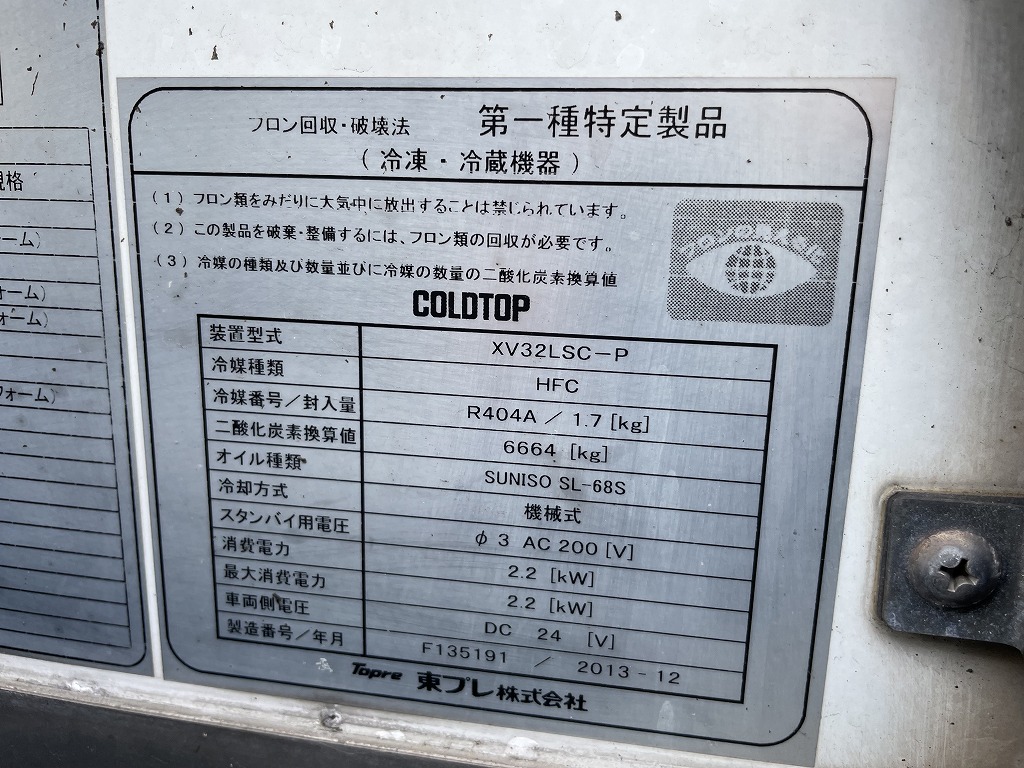 規格
ーム)
ォーム)
ォーム)
フォーム)
フロン回収・破壊法 第一種特定製品
(冷凍・冷蔵機器)
(1) フロン類をみだりに大気中に放出することは禁じられています。
(2) この製品を破棄・整備するには、フロン類の回収が必要です。
(3) 冷媒の種類及び数量並びに冷媒の数量の二酸化炭素換算値
COLDTOP
装置型式 XV32LSC-P
冷媒種類 HFC
冷媒番号/封入量 R404A / 1.7 [kg]
二酸化炭素換算値 6664 [kg]
オイル種類 SUNISO SL-68S
冷却方式 機械式
スタンバイ用電圧 φ3 AC 200 [V]
消費電力 2.2 [kW]
最大消費電力 2.2 [kW]
車両側電圧 DC 24 [V]
製造番号/年月 F135191 / 2013-12
Topre 東プレ株式会社